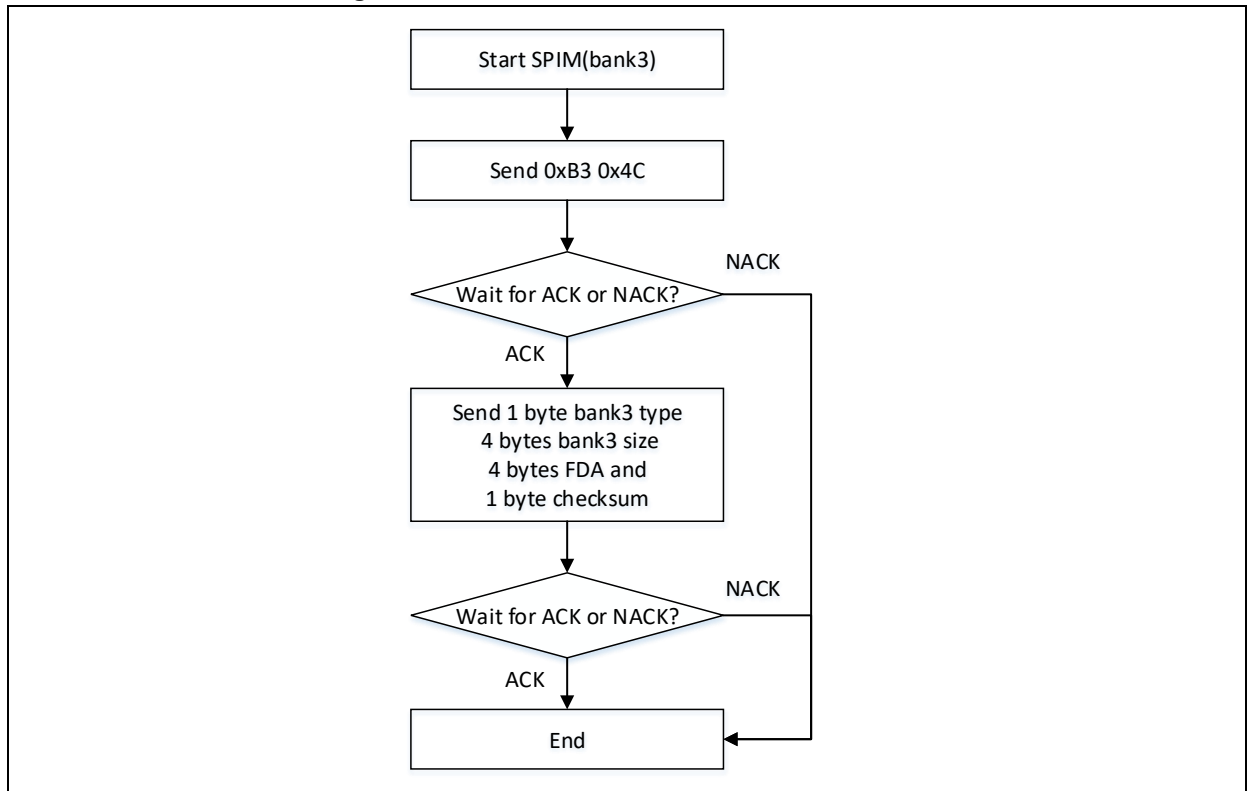 Start SPIM(bank3)
Send 0xB3 0x4C
NACK
Wait for ACK or NACK?
ACK
Send 1 byte bank3 type
4 bytes bank3 size
4 bytes FDA and
1 byte checksum
NACK
Wait for ACK or NACK?
ACK
End